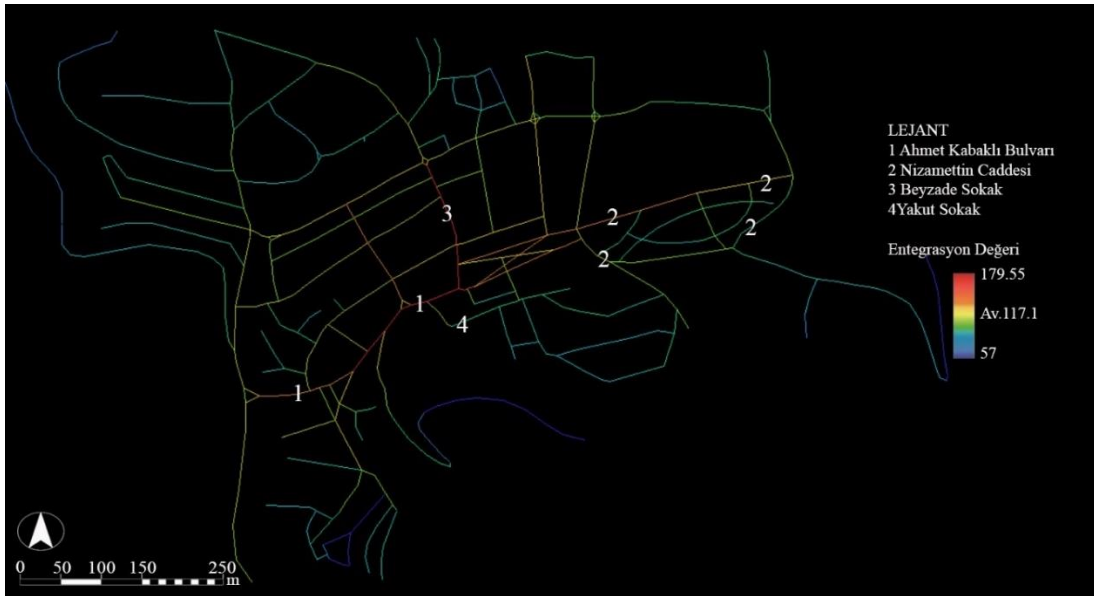 LEJANT
1 Ahmet Kabaklı Bulvarı
2 Nizamettin Caddesi
3 Beyzade Sokak
4Yakut Sokak
Entegrasyon Değeri
179.55
Av.117.1
57
2
3
2
2
2
1
4
1
0 50 100 150 250
m